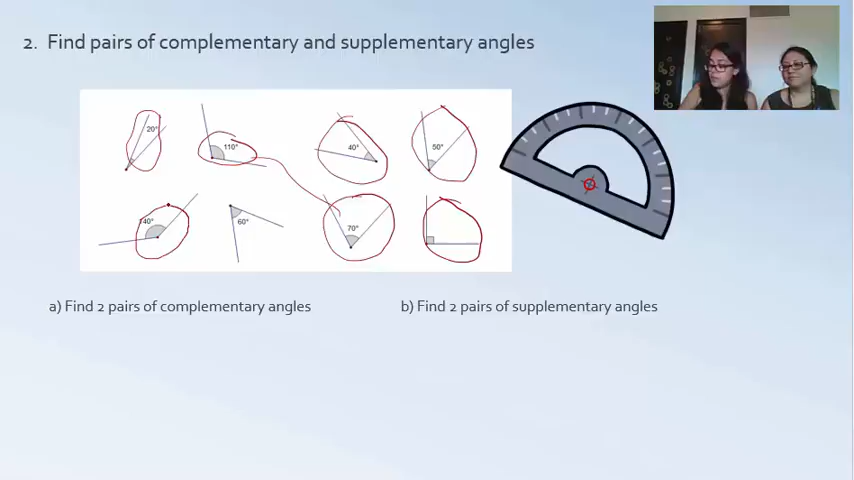 2. Find pairs of complementary and supplementary angles
20°
110°
40°
50°
140°
60°
70°
a) Find 2 pairs of complementary angles
b) Find 2 pairs of supplementary angles